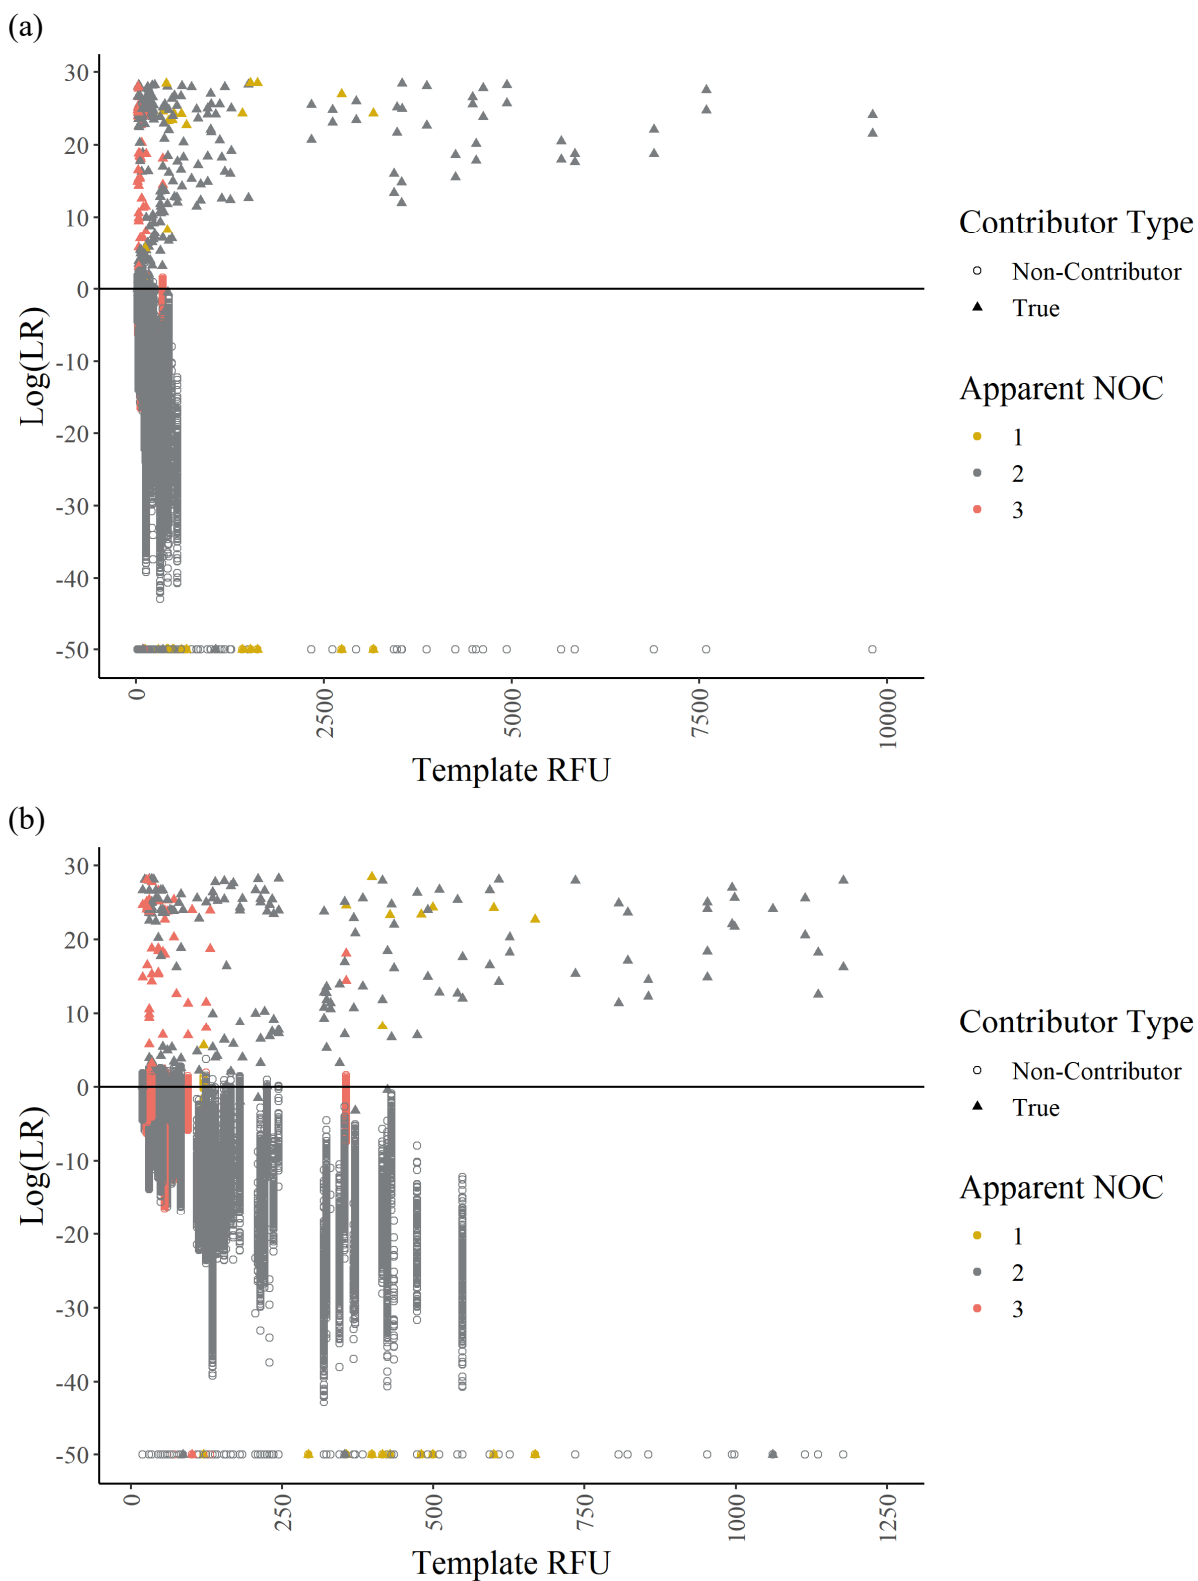 (a)
30
20
10
0
-10
-20
-30
-40
-50
Log(LR)
0
2500
5000
7500
10000
Template RFU
Contributor Type
Non-Contributor
True
Apparent NOC
1
2
3
(b)
30
20
10
0
-10
-20
-30
-40
-50
Log(LR)
0
250
500
750
1000
1250
Template RFU
Contributor Type
Non-Contributor
True
Apparent NOC
1
2
3